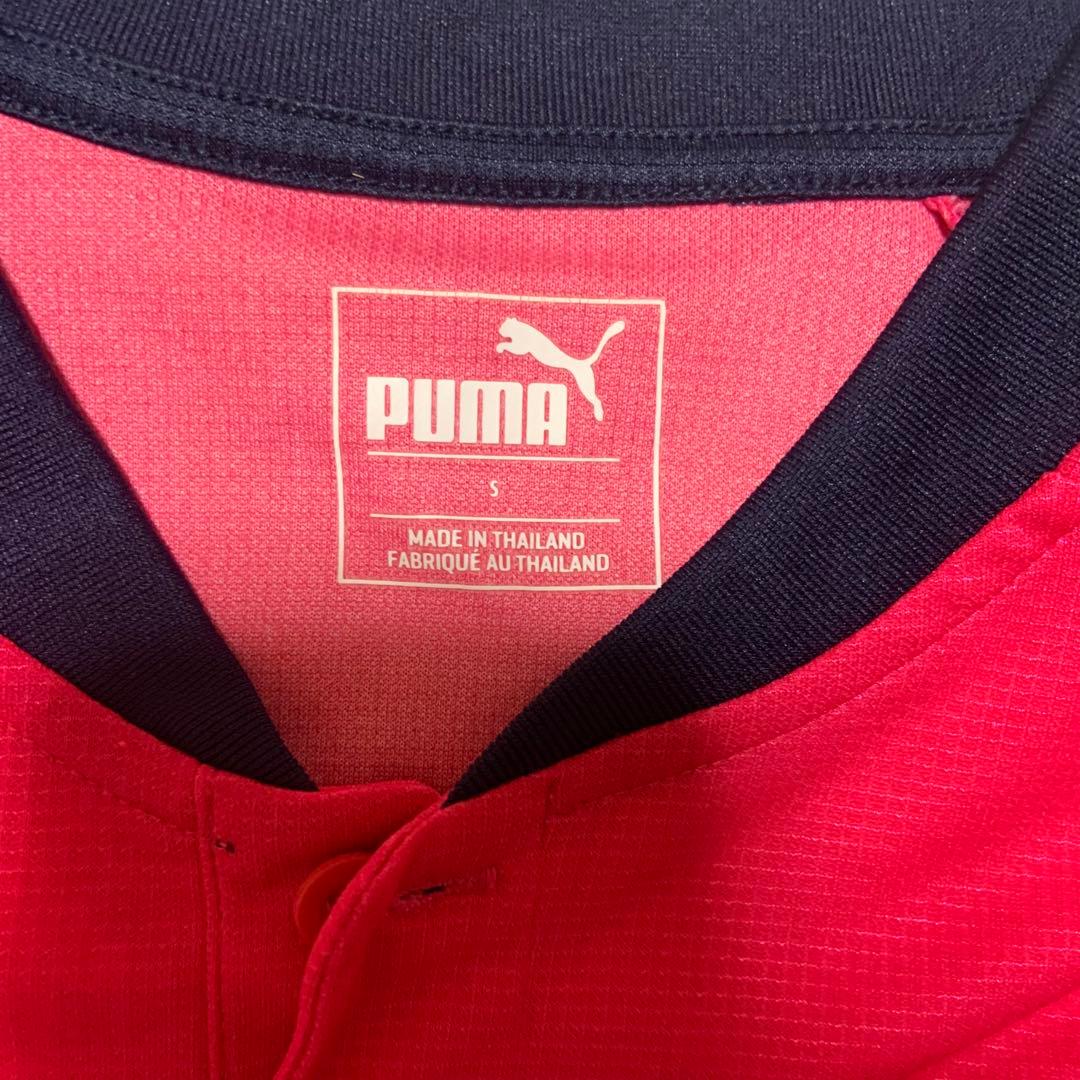 PUMA
S
MADE IN THAILAND
FABRIQUÉ AU THAILAND